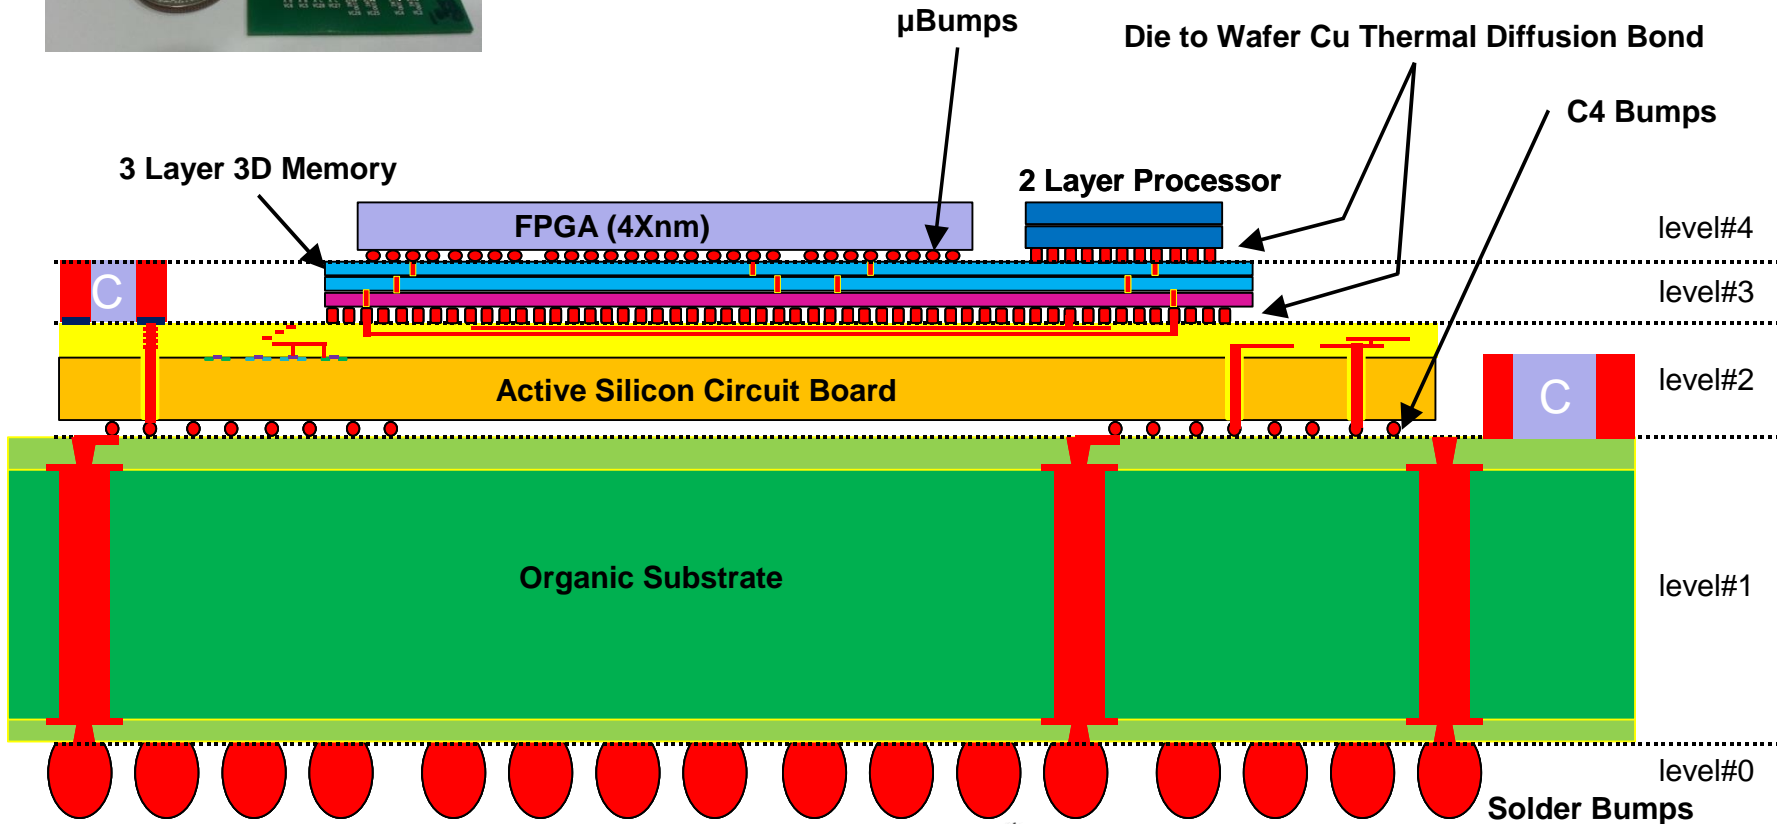 µBumps
Die to Wafer Cu Thermal Diffusion Bond
C4 Bumps
3 Layer 3D Memory
2 Layer Processor
FPGA (4Xnm)
level#4
C
level#3
Active Silicon Circuit Board
level#2
C
Organic Substrate
level#1
level#0
Solder Bumps